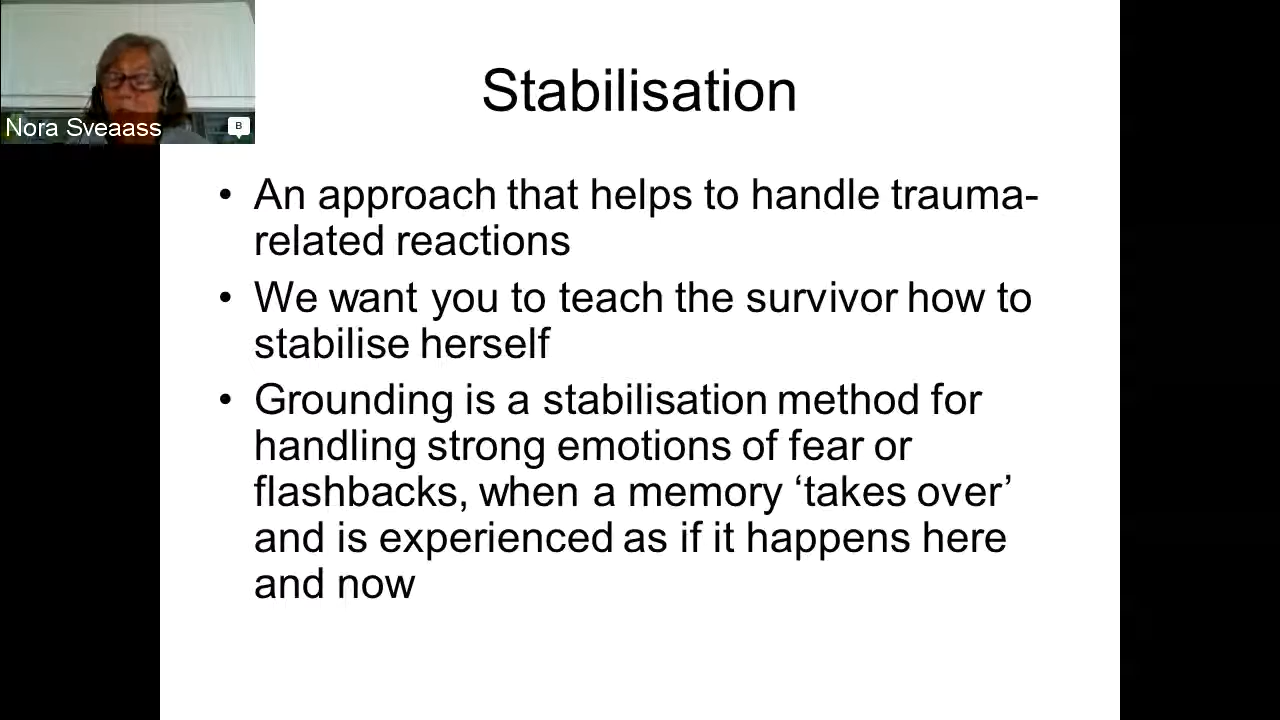 Nora Sveaass
B
Stabilisation
• An approach that helps to handle trauma-
related reactions
• We want you to teach the survivor how to
stabilise herself
• Grounding is a stabilisation method for
handling strong emotions of fear or
flashbacks, when a memory ‘takes over’
and is experienced as if it happens here
and now